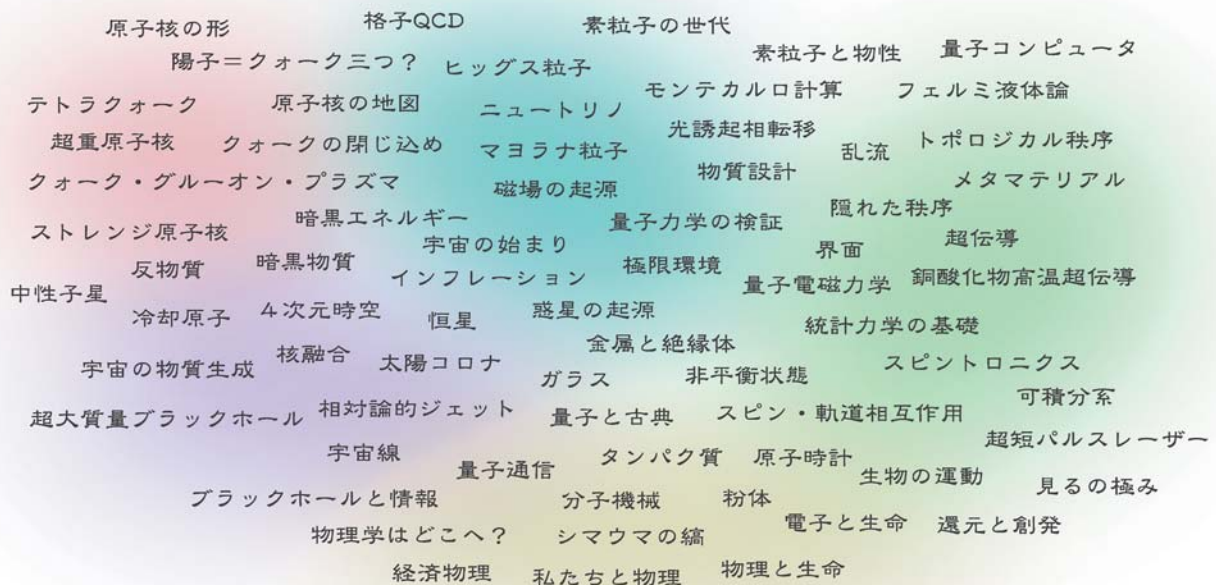 原子核の形
格子QCD
素粒子の世代
陽子＝クォーク三つ？
ヒッグス粒子
素粒子と物性
量子コンピュータ
テトラクォーク
原子核の地図
ニュートリノ
モンテカルロ計算
フェルミ液体論
超重原子核
クォークの閉じ込め
マヨラナ粒子
光誘起相転移
乱流
トポロジカル秩序
クォーク・グルーオン・プラズマ
磁場の起源
物質設計
メタマテリアル
ストレンジ原子核
暗黒エネルギー
宇宙の始まり
量子力学の検証
隠れた秩序
超伝導
反物質
暗黒物質
インフレーション
極限環境
界面
量子電磁力学
銅酸化物高温超伝導
中性子星
冷却原子
４次元時空
恒星
惑星の起源
統計力学の基礎
宇宙の物質生成
核融合
太陽コロナ
金属と絶縁体
ガラス
非平衡状態
スピントロニクス
可積分系
超大質量ブラックホール
相対論的ジェット
量子と古典
スピン・軌道相互作用
超短パルスレーザー
宇宙線
量子通信
タンパク質
原子時計
生物の運動
見るの極み
ブラックホールと情報
分子機械
粉体
電子と生命
還元と創発
物理学はどこへ？
シマウマの縞
経済物理
私たちと物理
物理と生命